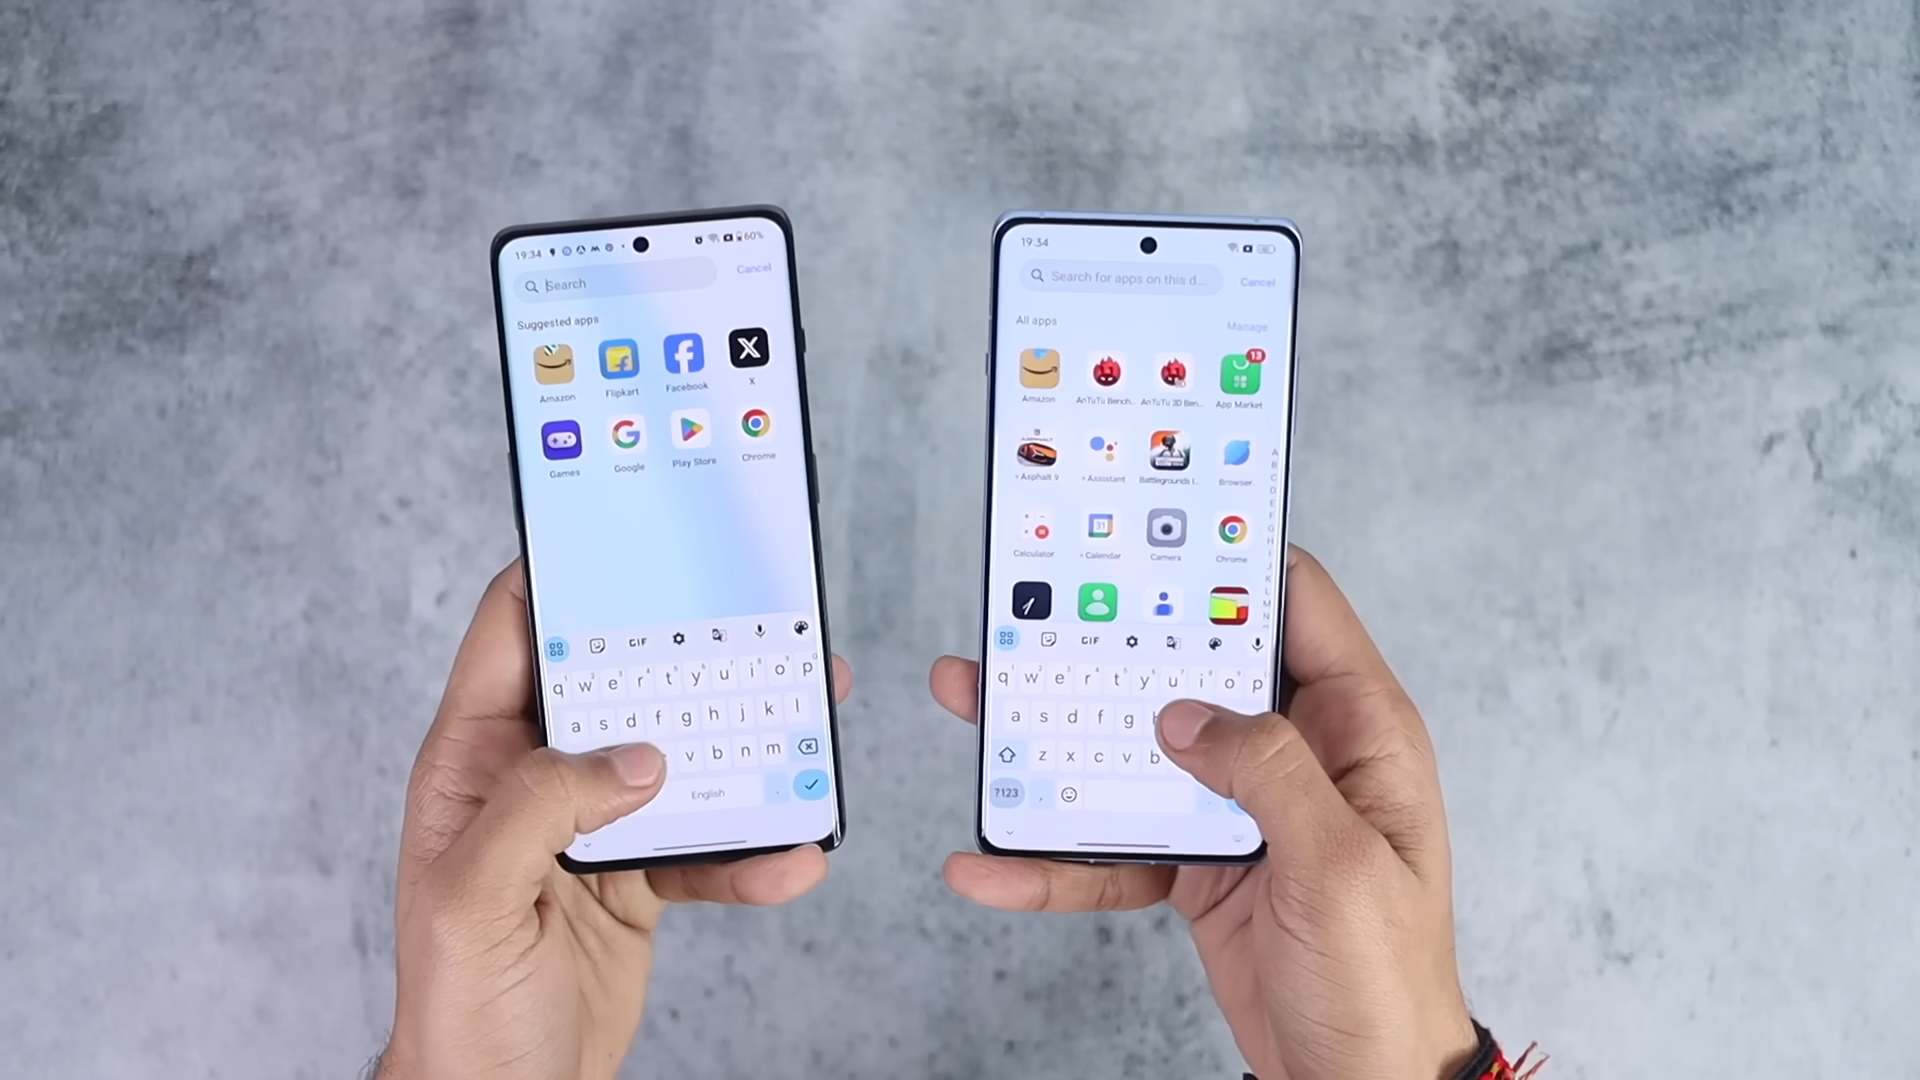 19:34
60%
Search
Cancel
Suggested apps
Amazon
Flipkart
Facebook
X
Games
Google
Play Store
Chrome
GIF
q w e r t y u i o p
a s d f g h j k l
v b n m
English
.
19:34
Search for apps on this d...
Cancel
All apps
Manage
13
Amazon
AnTuTu Bench...
AnTuTu 3D Ben...
App Market
Asphalt 9
Assistant
Battlegrounds I...
Browser
31
Calculator
Calendar
Camera
Chrome
GIF
q w e r t y u i o p
a s d f g
z x c v b
?123 ,